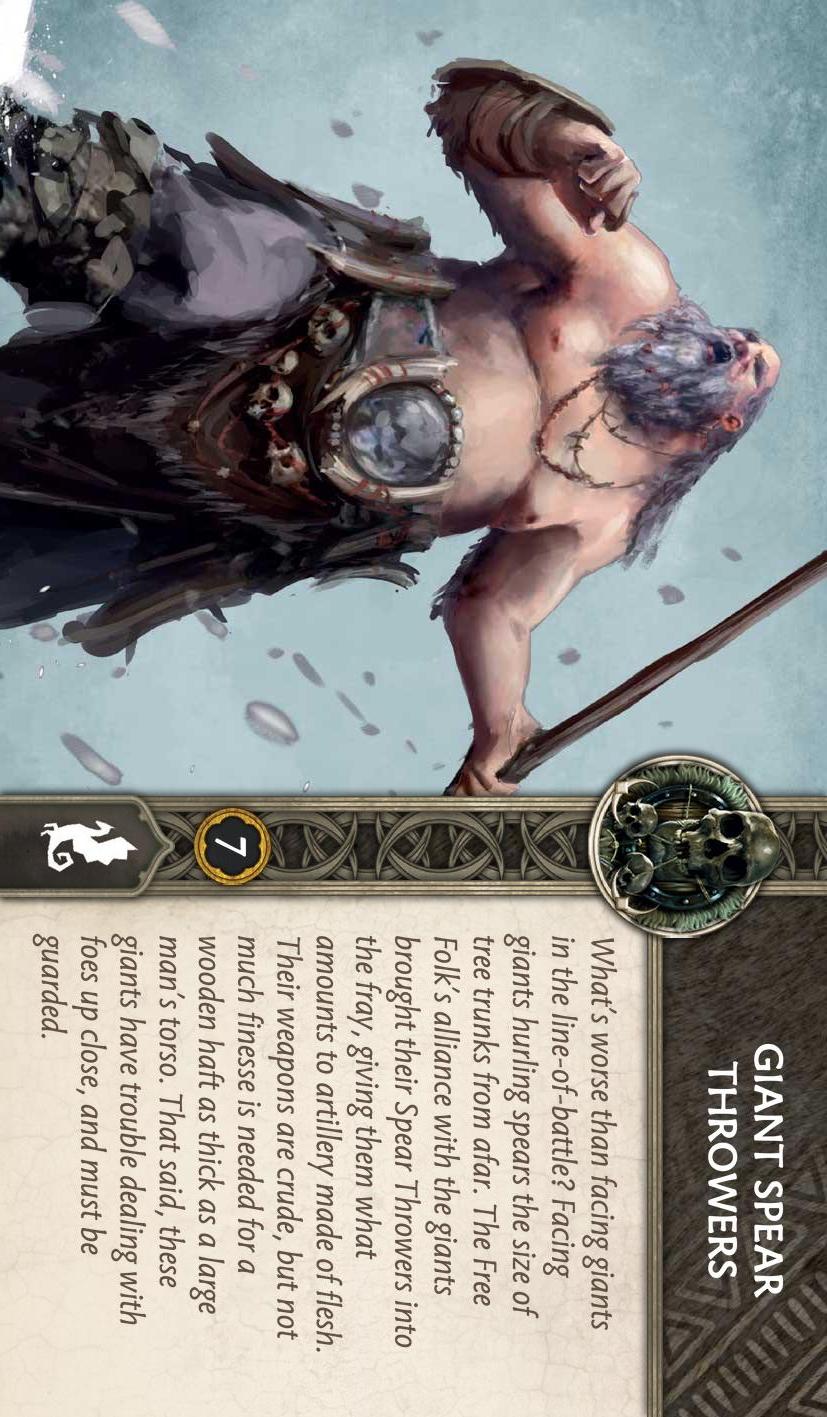 GIANT SPEAR
THROWERS
What's worse than facing giants
in the line-of-battle? Facing
giants hurling spears the size of
tree trunks from afar. The Free
Folk's alliance with the giants
brought their Spear Throwers into
the fray, giving them what
amounts to artillery made of flesh.
Their weapons are crude, but not
much finesse is needed for a
wooden haft as thick as a large
man's torso. That said, these
giants have trouble dealing with
foes up close, and must be
guarded.
7